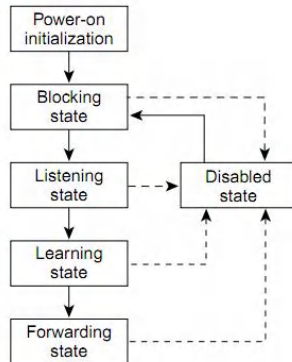 Power-on
initialization
Blocking
state
Listening
state
Disabled
state
Learning
state
Forwarding
state